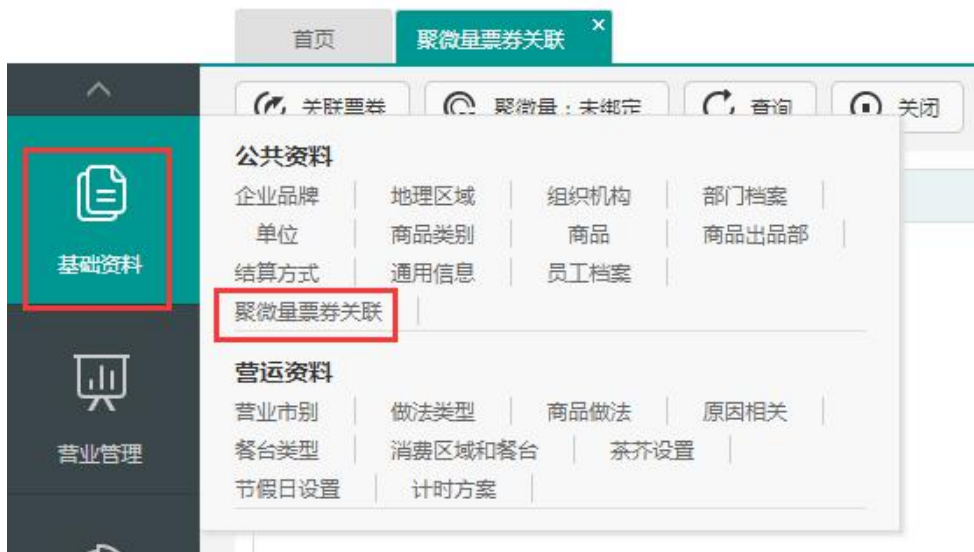 首页 聚微量票券关联
关联票券 聚微量：未绑定 查询 关闭
公共资料
企业品牌 地理区域 组织机构 部门档案
单位 商品类别 商品 商品出品部
结算方式 通用信息 员工档案
聚微量票券关联
基础资料
营运资料
营业市别 做法类型 商品做法 原因相关
餐台类型 消费区域和餐台 茶芥设置
节假日设置 计时方案
营业管理